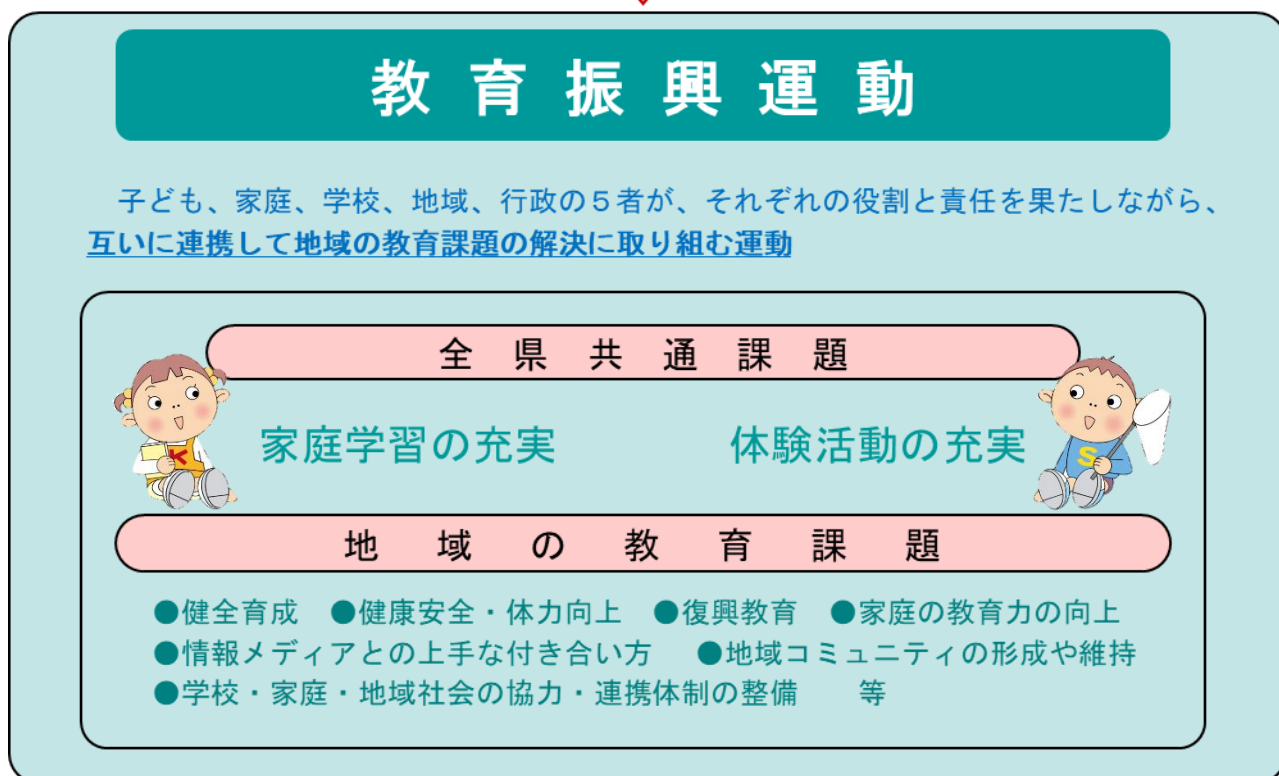 教育振興運動
子ども、家庭、学校、地域、行政の５者が、それぞれの役割と責任を果たしながら、
互いに連携して地域の教育課題の解決に取り組む運動
全県共通課題
家庭学習の充実　体験活動の充実
K
S
地域の教育課題
●健全育成　●健康安全・体力向上　●復興教育　●家庭の教育力の向上
●情報メディアとの上手な付き合い方　●地域コミュニティの形成や維持
●学校・家庭・地域社会の協力・連携体制の整備　　等